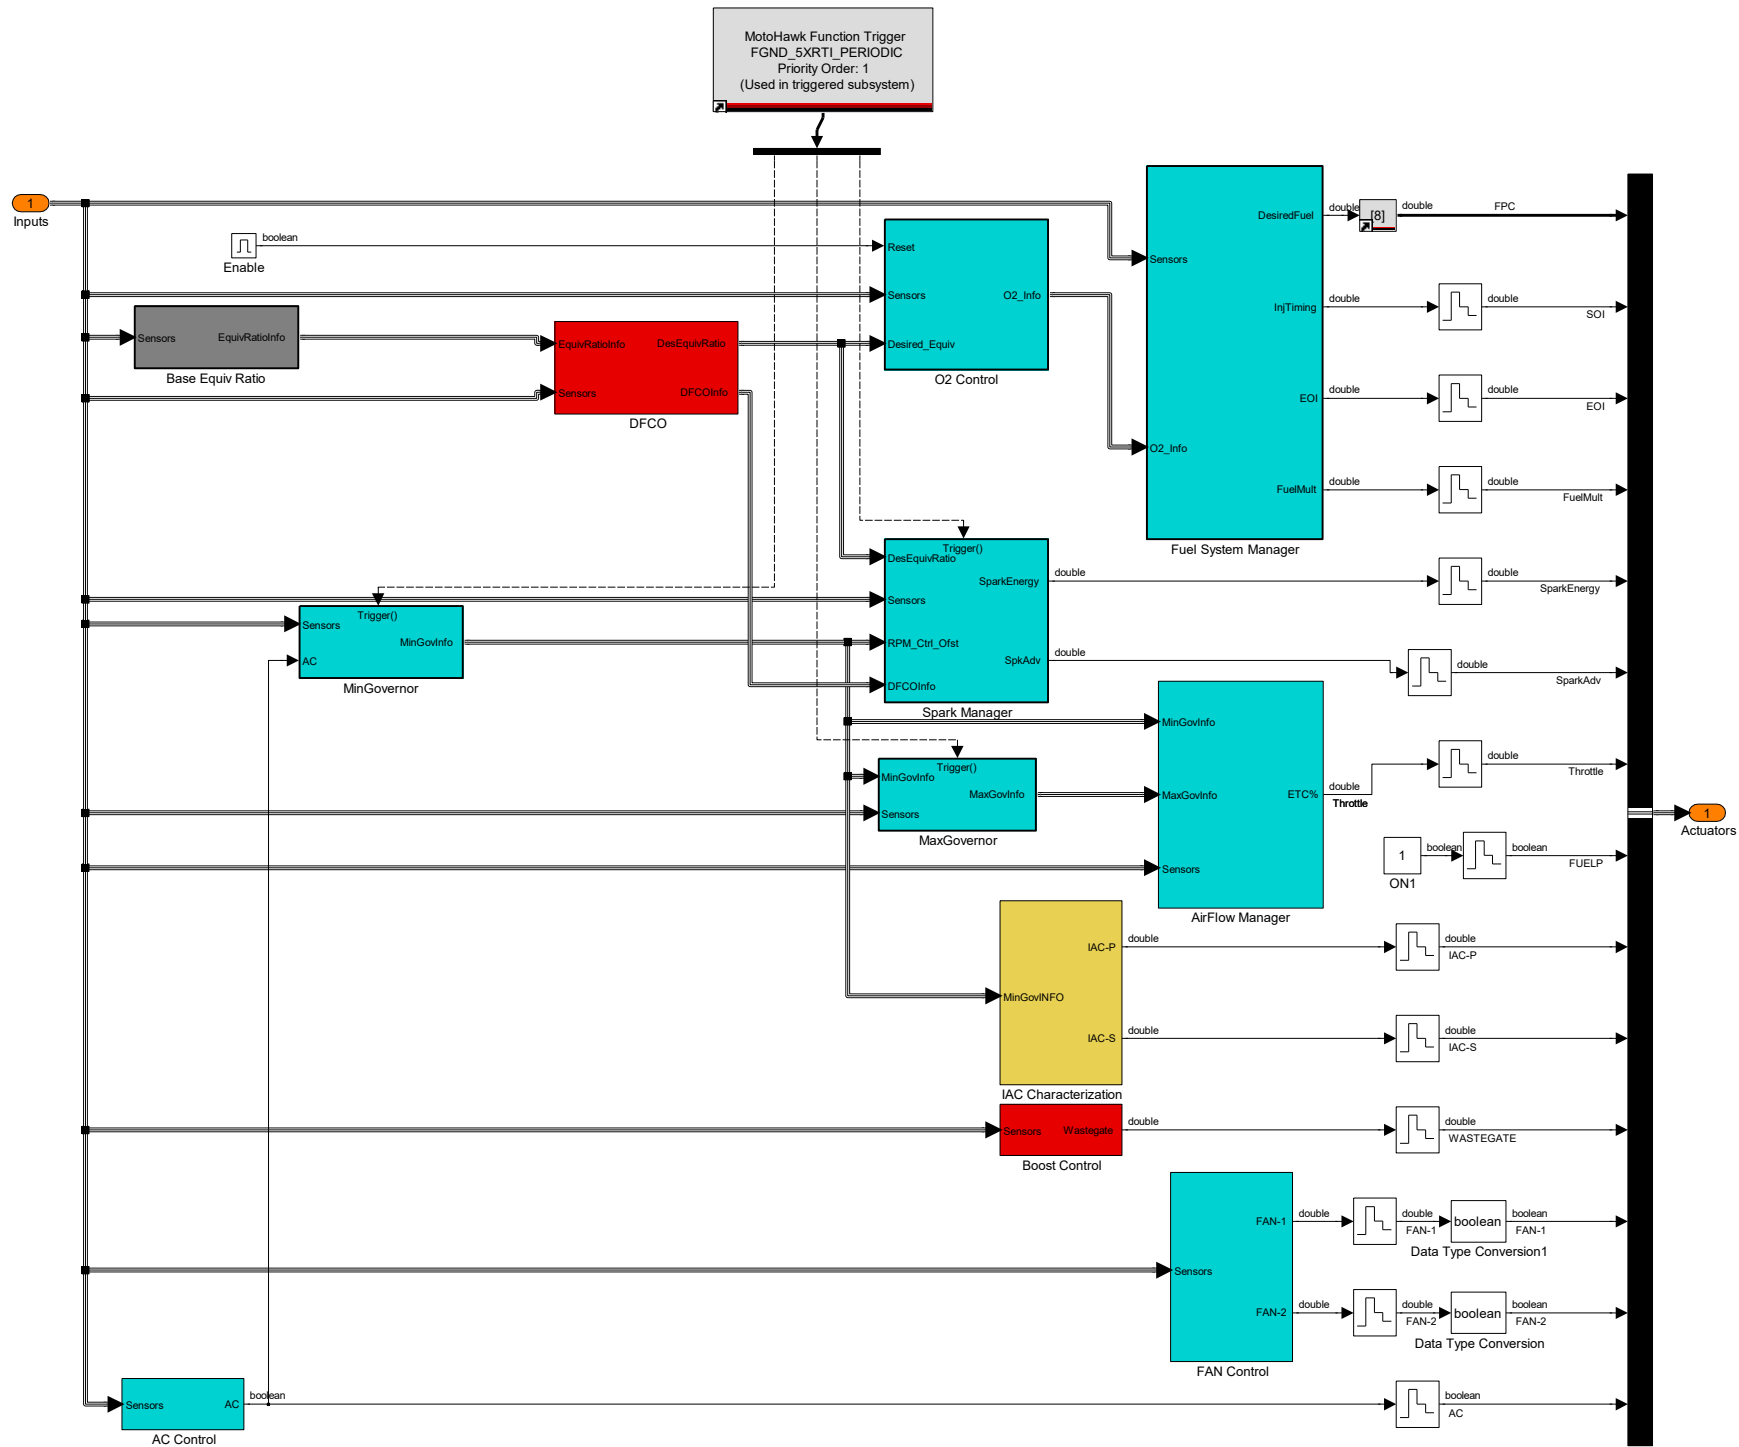 MotoHawk Function Trigger
FGND_5XRTI_PERIODIC
Priority Order: 1
(Used in triggered subsystem)
1
Inputs
boolean
Enable
Reset
Sensors
O2_Info
Desired_Equiv
O2 Control
Sensors
EquivRatioInfo
Base Equiv Ratio
EquivRatioInfo
DesEquivRatio
Sensors
DFCOInfo
DFCO
DesiredFuel
Sensors
InjTiming
EOI
O2_Info
FuelMult
Fuel System Manager
double
[8]
double
FPC
double
double
SOI
double
double
EOI
double
double
FuelMult
Trigger()
DesEquivRatio
SparkEnergy
Sensors
RPM_Ctrl_Ofst
SpkAdv
DFCOInfo
Spark Manager
double
double
SparkEnergy
double
double
SparkAdv
Trigger()
Sensors
MinGovInfo
AC
MinGovernor
Trigger()
MinGovInfo
MaxGovInfo
Sensors
MaxGovernor
MinGovInfo
MaxGovInfo
ETC%
Sensors
AirFlow Manager
double
Throttle
double
Throttle
1
ON1
boolean
boolean
FUELP
1
Actuators
IAC-P
MinGovINFO
IAC-S
IAC Characterization
double
double
IAC-P
double
double
IAC-S
Sensors
Wastegate
Boost Control
double
double
WASTEGATE
FAN-1
Sensors
FAN-2
FAN Control
double
double
FAN-1
boolean
boolean
FAN-1
Data Type Conversion1
double
double
FAN-2
boolean
boolean
FAN-2
Data Type Conversion
Sensors
AC
AC Control
boolean
boolean
AC